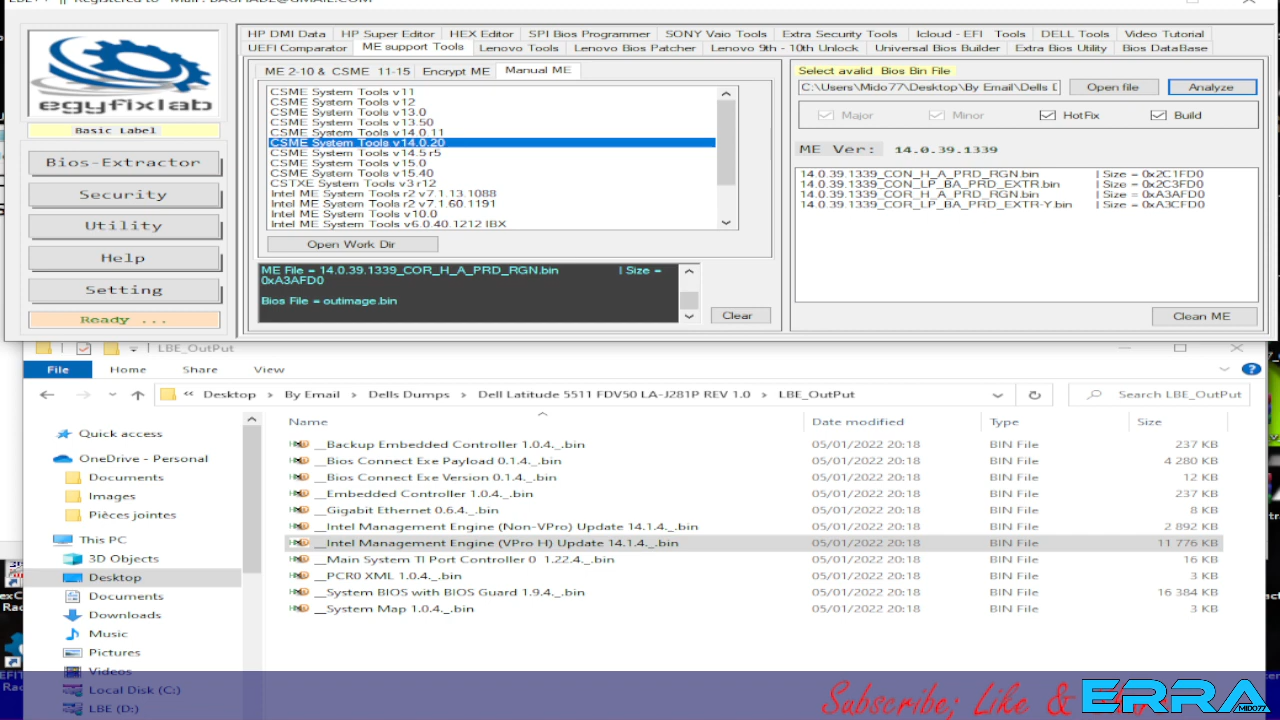 egyfixlab
Basic Label
Bios-Extractor
Security
Utility
Help
Setting
Ready ...
HP DMI Data HP Super Editor HEX Editor SPI Bios Programmer SONY Vaio Tools Extra Security Tools Icloud - EFI Tools DELL Tools Video Tutorial
UEFI Comparator ME support Tools Lenovo Tools Lenovo Bios Patcher Lenovo 9th - 10th Unlock Universal Bios Builder Extra Bios Utility Bios DataBase
ME 2-10 & CSME 11-15 Encrypt ME Manual ME
CSME System Tools v11
CSME System Tools v12
CSME System Tools v13.0
CSME System Tools v13.50
CSME System Tools v14.0.11
CSME System Tools v14.0.20
CSME System Tools v14.5 r5
CSME System Tools v15.0
CSME System Tools v15.40
CSTXE System Tools v3 r12
Intel ME System Tools r2 v7.1.13.1088
Intel ME System Tools r2 v7.1.60.1191
Intel ME System Tools v10.0
Intel ME System Tools v6.0.40.1212 IBX
Open Work Dir
ME File = 14.0.39.1339_COR_H_A_PRD_RGN.bin | Size =
0xA3AFD0
Bios File = outimage.bin
Clear
Select avalid Bios Bin File
C:\Users\Mido77\Desktop\By Email\Dells D
Open file
Analyze
Major Minor HotFix Build
ME Ver: 14.0.39.1339
14.0.39.1339_CON_H_A_PRD_RGN.bin | Size = 0x2C1FD0
14.0.39.1339_CON_LP_BA_PRD_EXTR.bin | Size = 0x2C3FD0
14.0.39.1339_COR_H_A_PRD_RGN.bin | Size = 0xA3AFD0
14.0.39.1339_COR_LP_BA_PRD_EXTR-Y.bin | Size = 0xA3CFD0
Clean ME
LBE_OutPut
File Home Share View
« Desktop > By Email > Dells Dumps > Dell Latitude 5511 FDV50 LA-J281P REV 1.0 > LBE_OutPut
Search LBE_OutPut
Quick access
OneDrive - Personal
Documents
Images
Pièces jointes
This PC
3D Objects
Desktop
Documents
Downloads
Music
Pictures
Videos
Local Disk (C:)
LBE (D:)
Name Date modified Type Size
__Backup Embedded Controller 1.0.4._.bin 05/01/2022 20:18 BIN File 237 KB
__Bios Connect Exe Payload 0.1.4._.bin 05/01/2022 20:18 BIN File 4 280 KB
__Bios Connect Exe Version 0.1.4._.bin 05/01/2022 20:18 BIN File 12 KB
__Embedded Controller 1.0.4._.bin 05/01/2022 20:18 BIN File 237 KB
__Gigabit Ethernet 0.6.4._.bin 05/01/2022 20:18 BIN File 8 KB
__Intel Management Engine (Non-VPro) Update 14.1.4._.bin 05/01/2022 20:18 BIN File 2 892 KB
__Intel Management Engine (VPro H) Update 14.1.4._.bin 05/01/2022 20:18 BIN File 11 776 KB
__Main System TI Port Controller 0 1.22.4._.bin 05/01/2022 20:18 BIN File 16 KB
__PCR0 XML 1.0.4._.bin 05/01/2022 20:18 BIN File 3 KB
__System BIOS with BIOS Guard 1.9.4._.bin 05/01/2022 20:18 BIN File 16 384 KB
__System Map 1.0.4._.bin 05/01/2022 20:18 BIN File 3 KB
Subscribe; Like &
ERRA
MIDO77